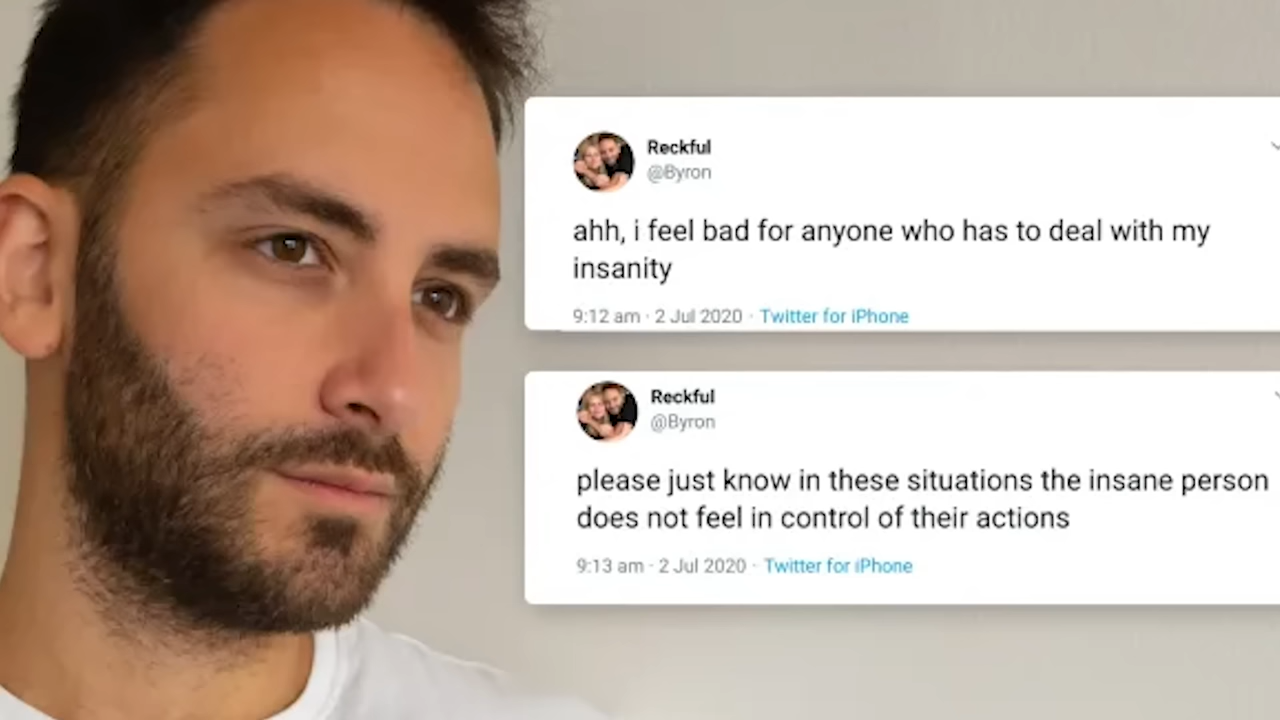 Reckful
@Byron
ahh, i feel bad for anyone who has to deal with my
insanity
9:12 am · 2 Jul 2020 · Twitter for iPhone
Reckful
@Byron
please just know in these situations the insane person
does not feel in control of their actions
9:13 am · 2 Jul 2020 · Twitter for iPhone